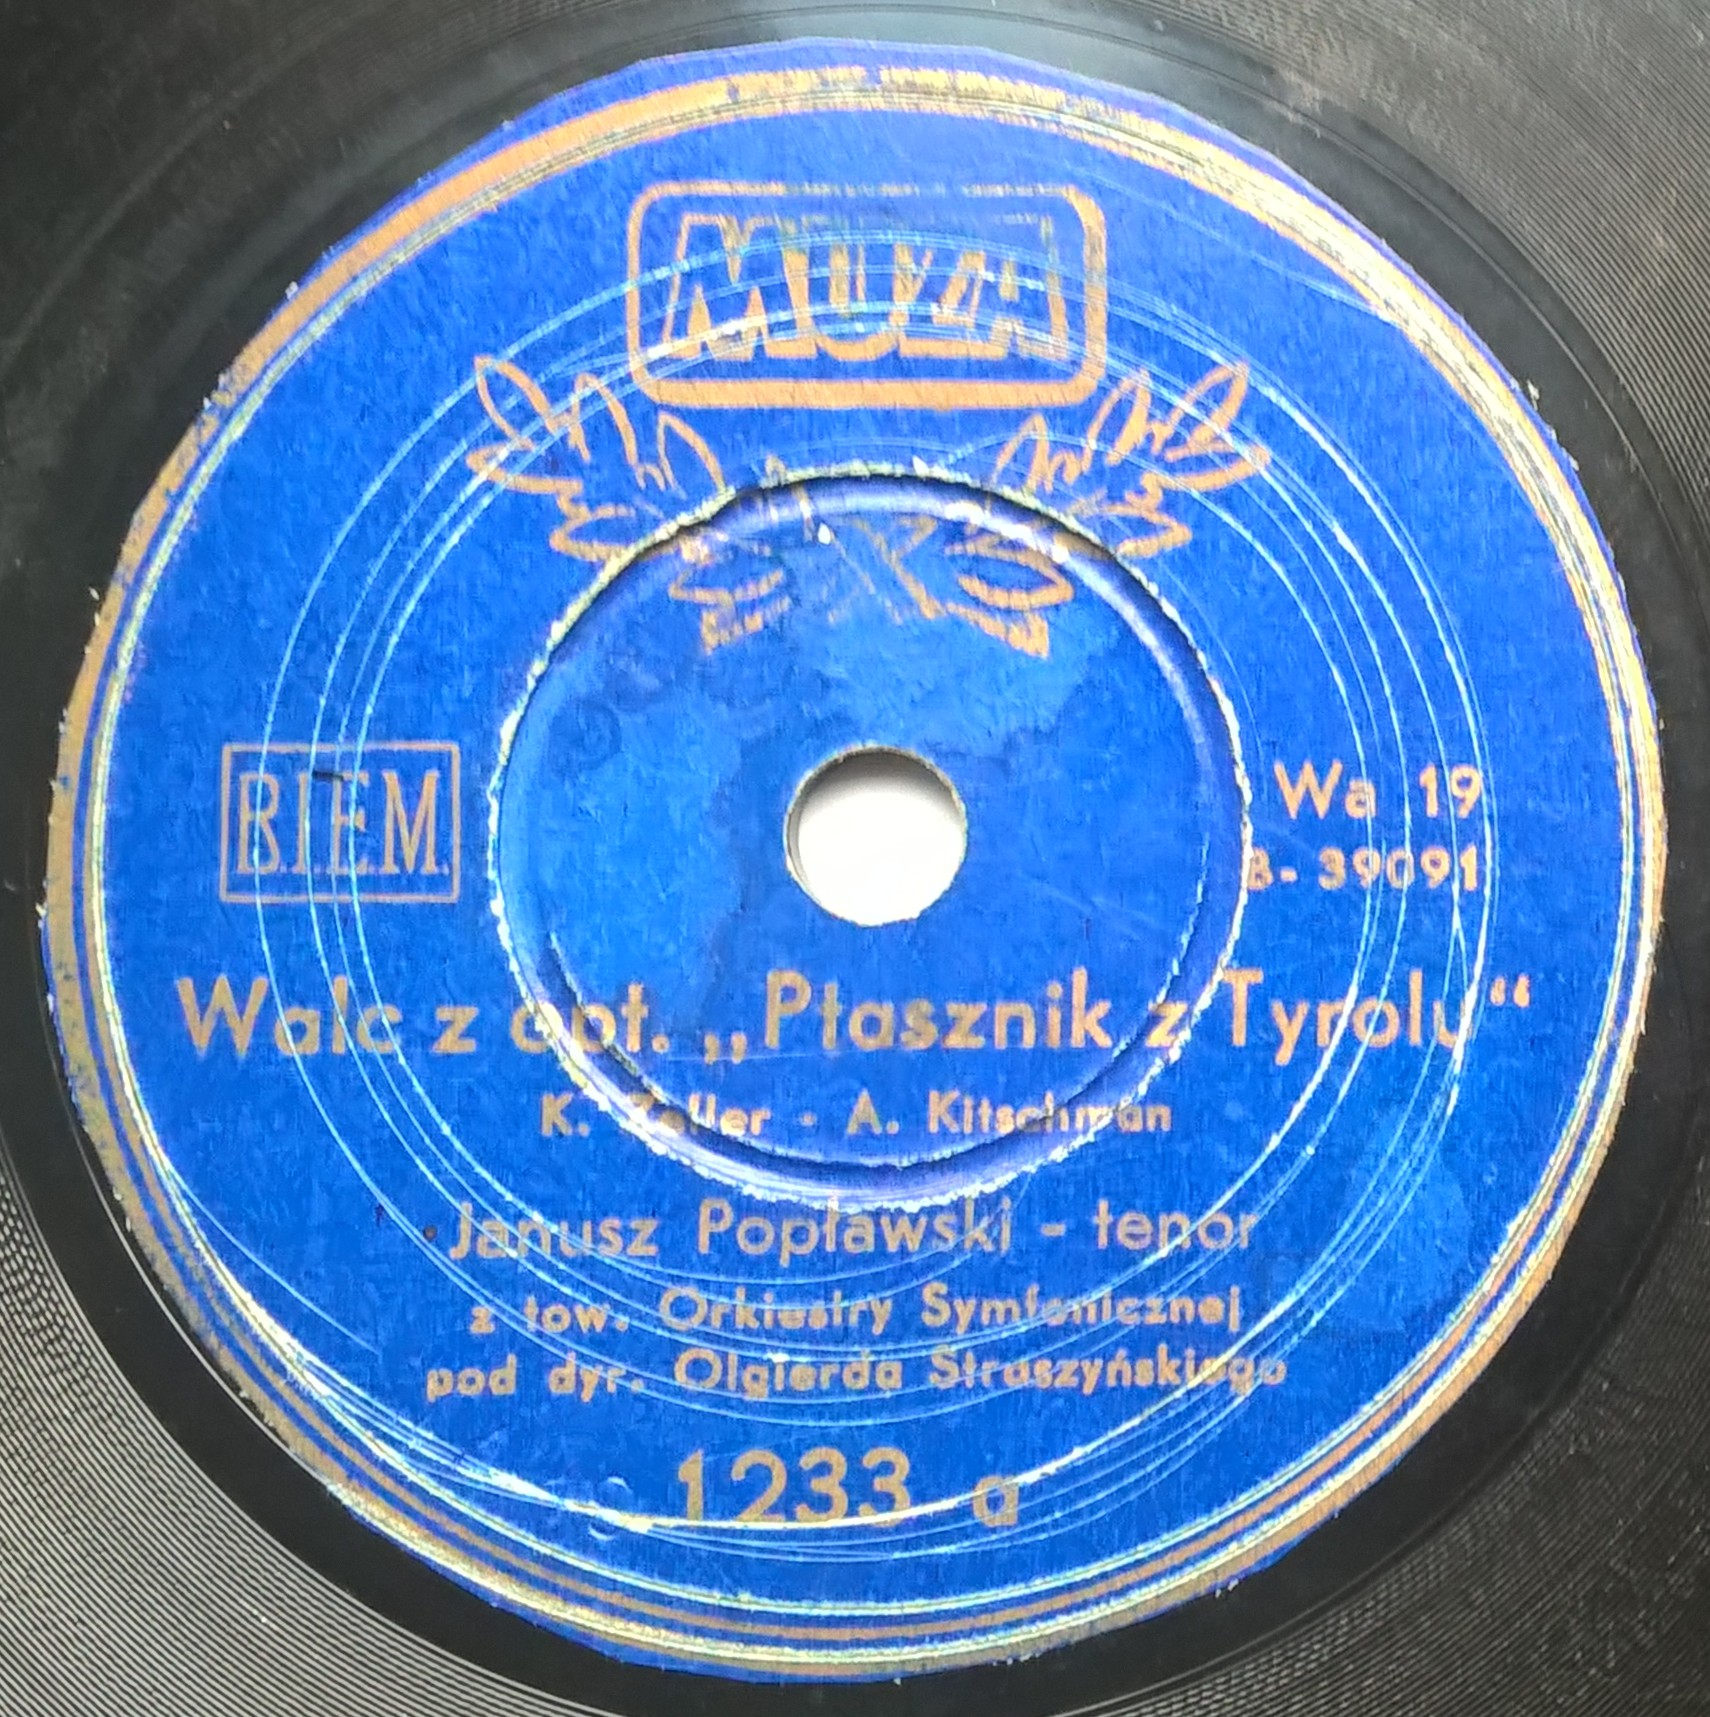 MUZA
B.I.E.M.
Wa 19
B-39091
Walc z opt. „Ptasznik z Tyrolu“
K. Zeller - A. Kitschman
Janusz Popławski - tenor
z tow. Orkiestry Symfonicznej
pod dyr. Olgierda Straszyńskiego
1233 a